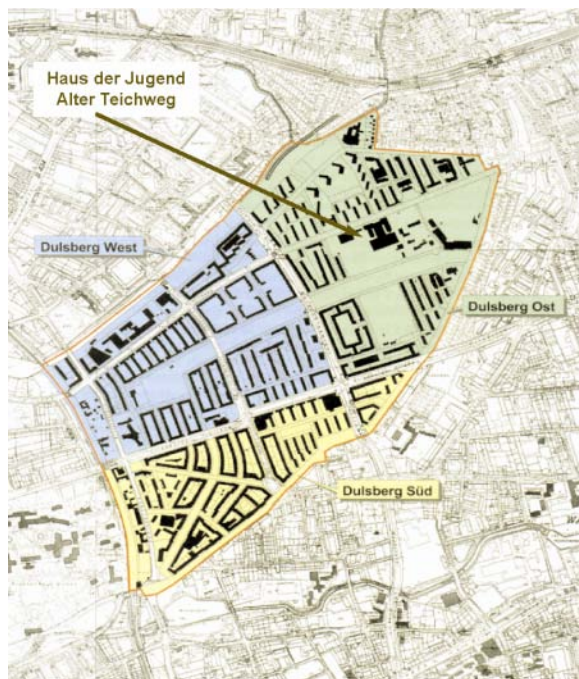 Haus der Jugend
Alter Teichweg
Dulsberg West
Dulsberg Ost
Dulsberg Süd